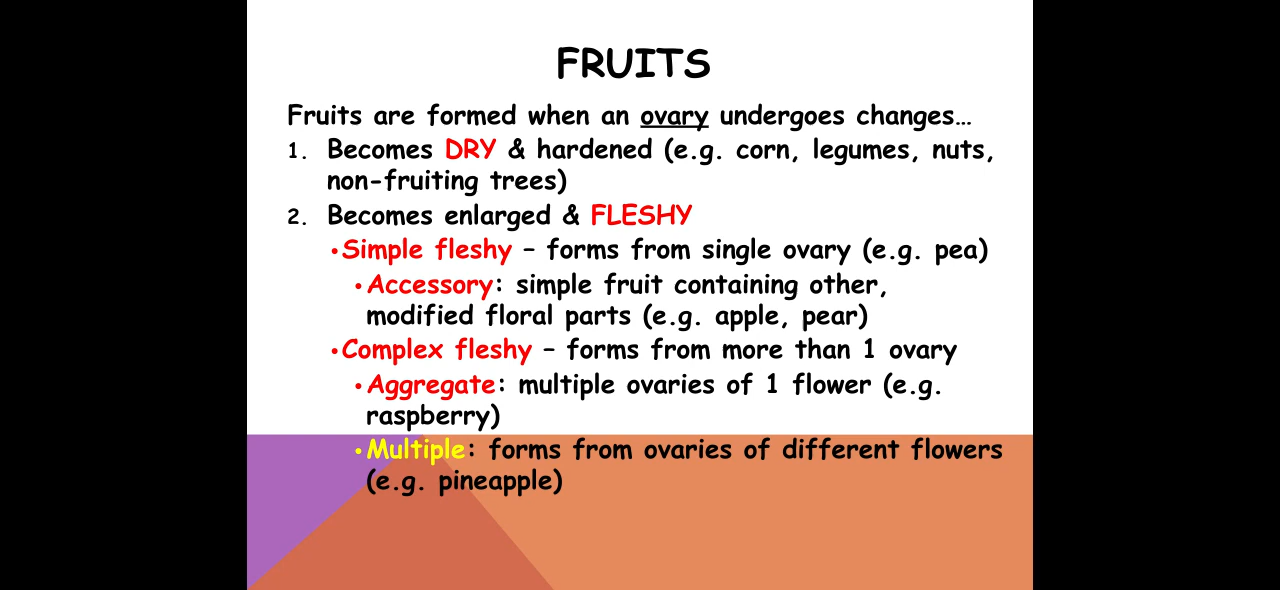 FRUITS
Fruits are formed when an ovary undergoes changes...
1. Becomes DRY & hardened (e.g. corn, legumes, nuts,
non-fruiting trees)
2. Becomes enlarged & FLESHY
•Simple fleshy – forms from single ovary (e.g. pea)
•Accessory: simple fruit containing other,
modified floral parts (e.g. apple, pear)
•Complex fleshy – forms from more than 1 ovary
•Aggregate: multiple ovaries of 1 flower (e.g.
raspberry)
•Multiple: forms from ovaries of different flowers
(e.g. pineapple)